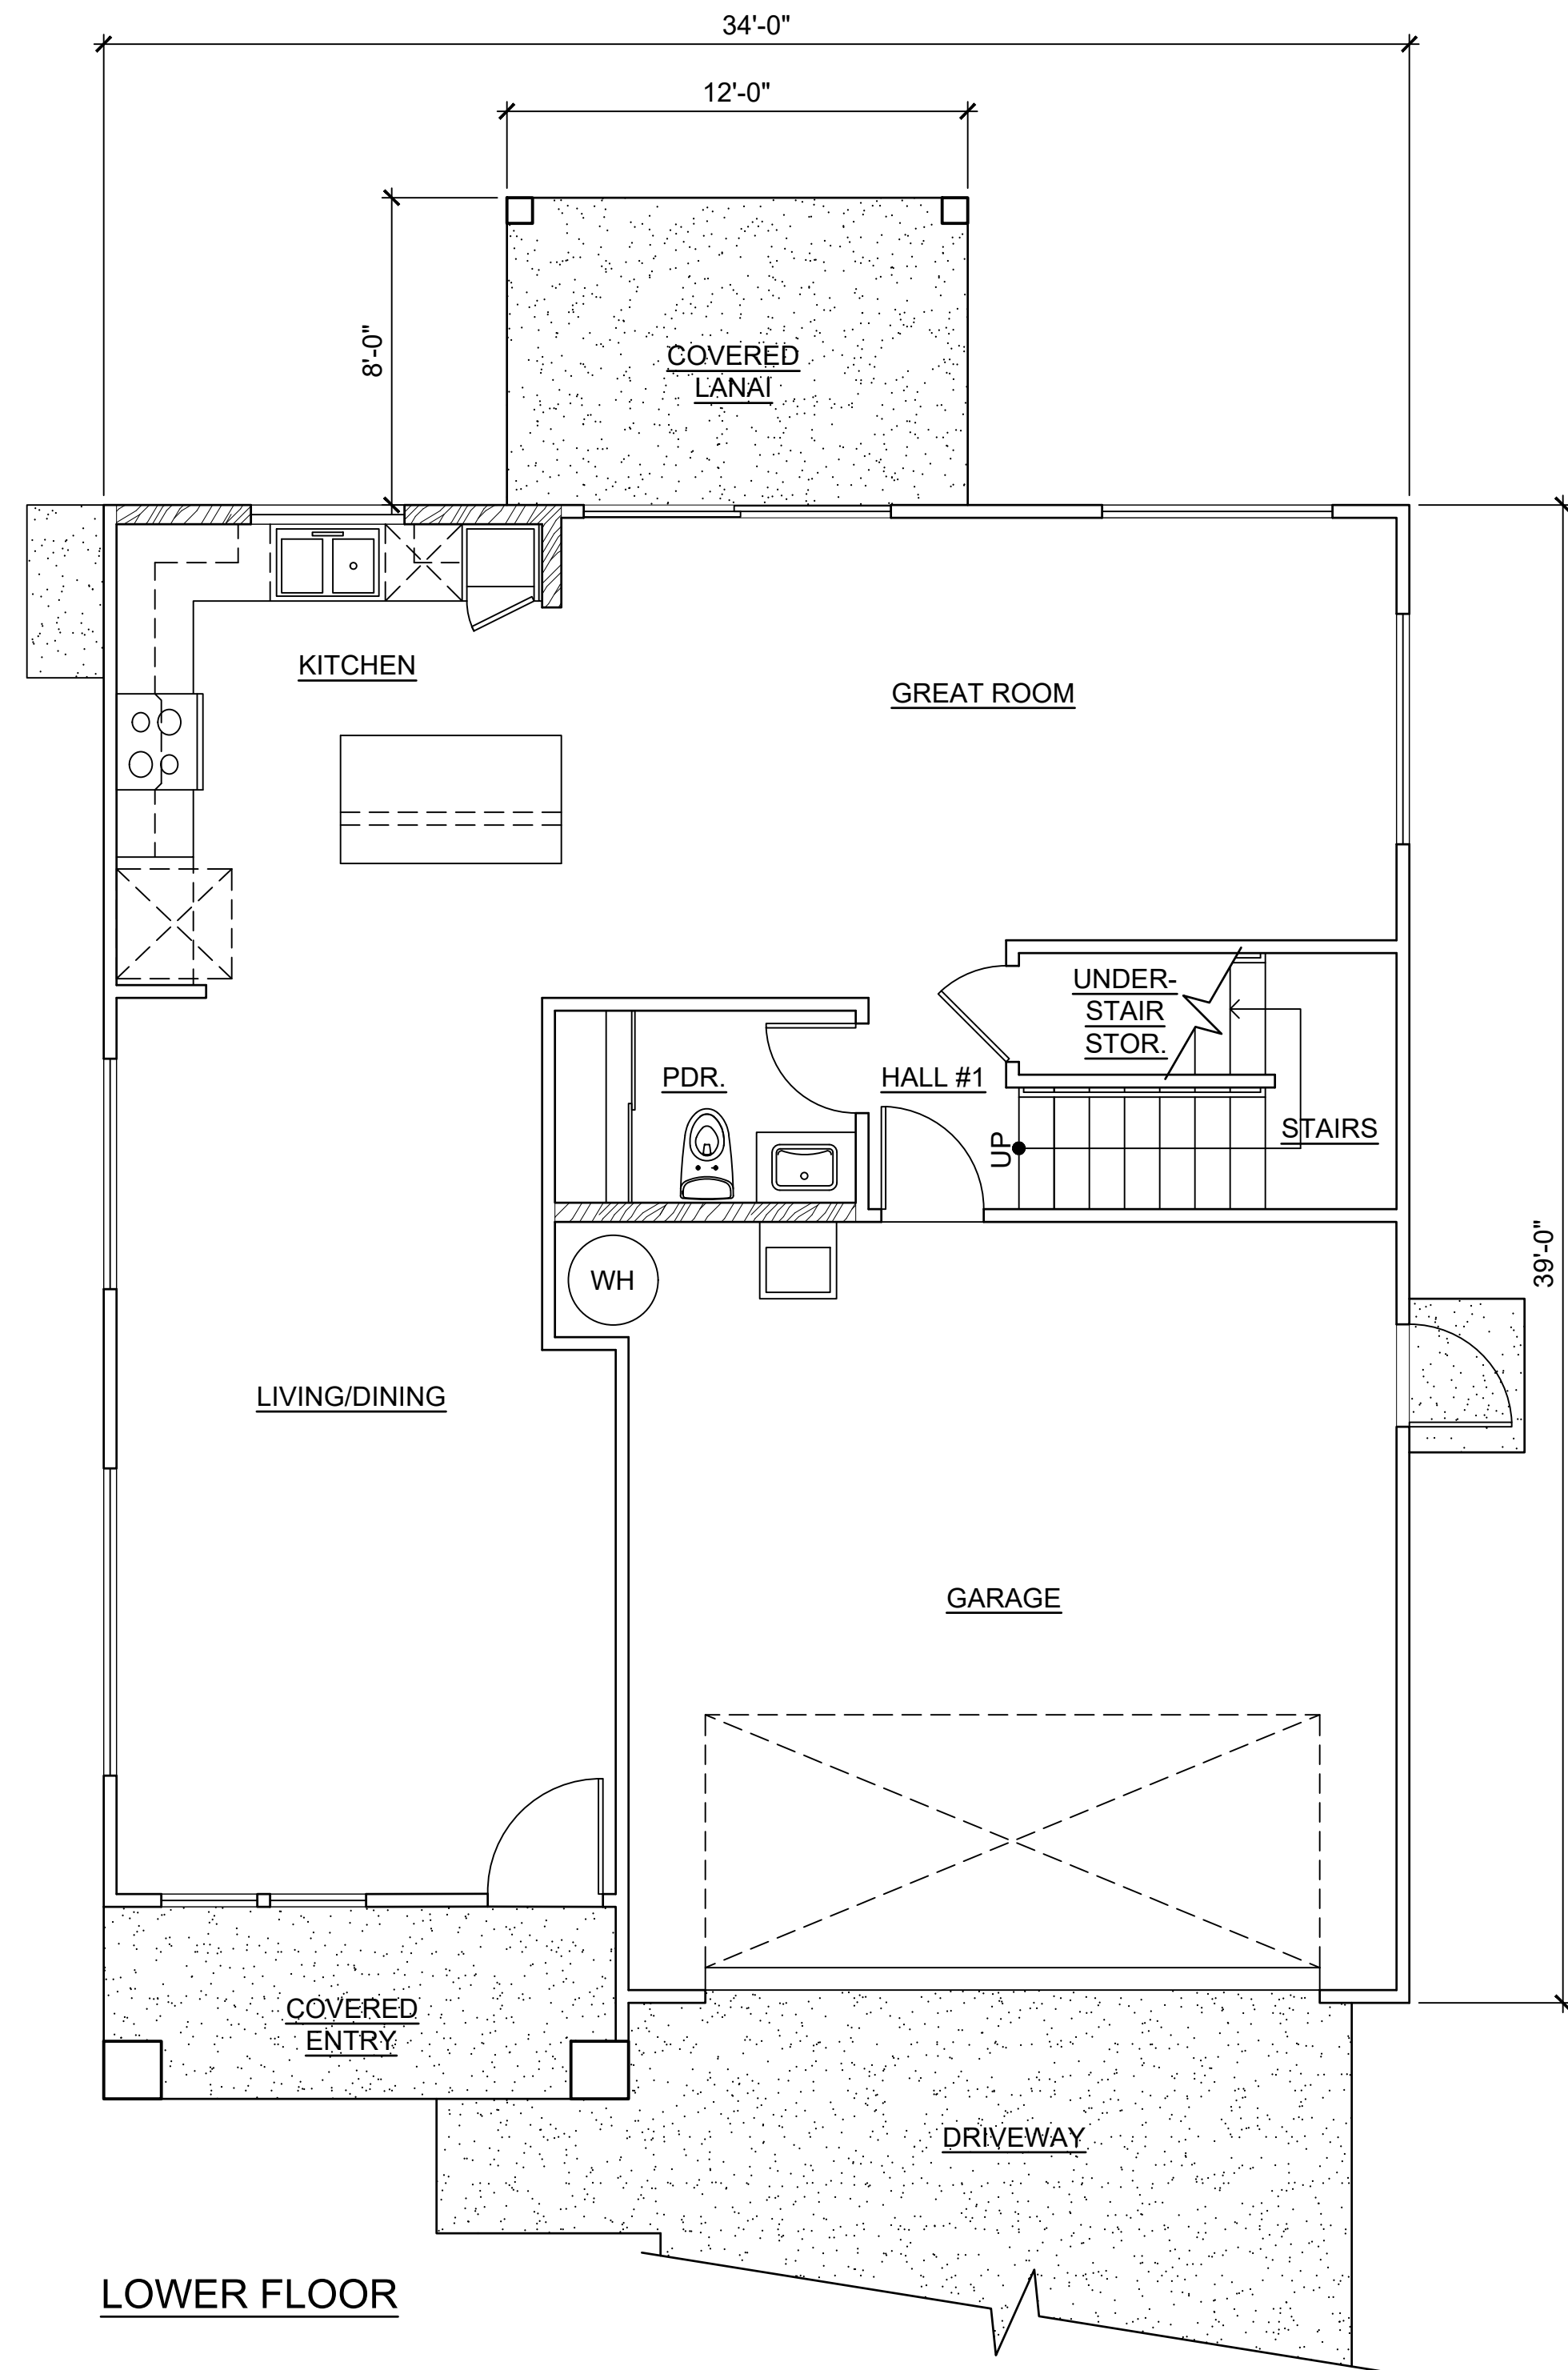 34'-0"
12'-0"
8'-0"
COVERED
LANAI
KITCHEN
GREAT ROOM
UNDER-
STAIR
STOR.
PDR.
HALL #1
UP
STAIRS
39'-0"
WH
LIVING/DINING
GARAGE
COVERED
ENTRY
DRIVEWAY
LOWER FLOOR